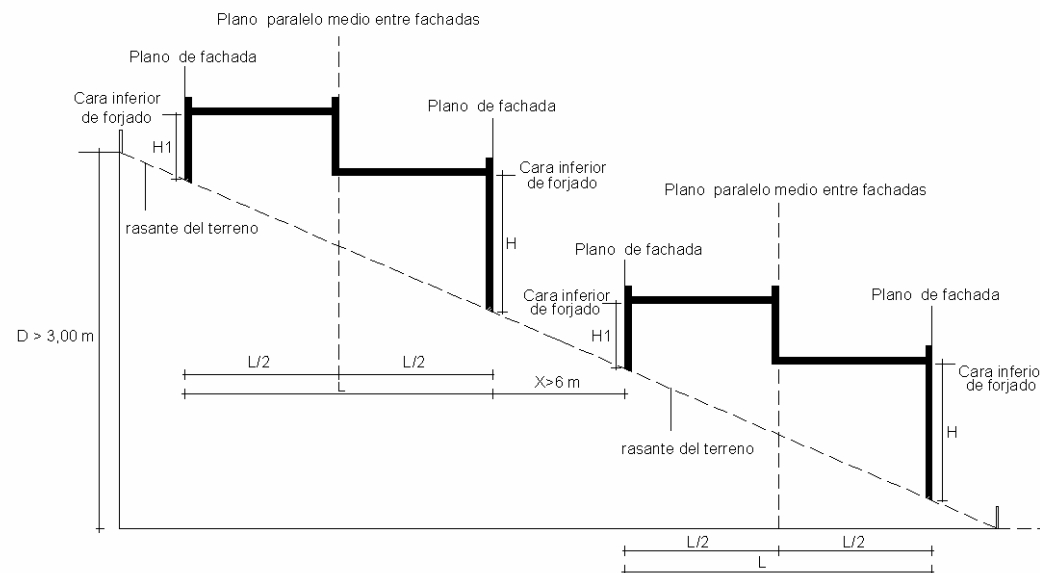 Plano paralelo medio entre fachadas
Plano de fachada
Cara inferior
de forjado
Plano de fachada
H1
Cara inferior
de forjado
Plano paralelo medio entre fachadas
rasante del terreno
H
Plano de fachada
Cara inferior
de forjado
Plano de fachada
H1
D > 3,00 m
L/2
L/2
Cara inferior
de forjado
L
X>6 m
H
rasante del terreno
L/2
L/2
L